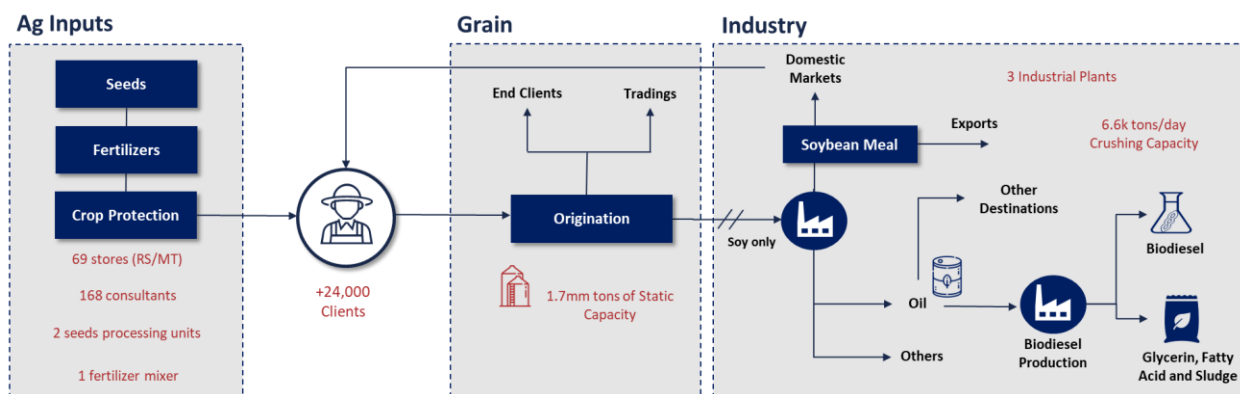 Ag Inputs
Seeds
Fertilizers
Crop Protection
69 stores (RS/MT)
168 consultants
2 seeds processing units
1 fertilizer mixer
+24,000
Clients
Grain
End Clients
Tradings
Origination
1.7mm tons of Static
Capacity
Industry
Domestic
Markets
3 Industrial Plants
Soybean Meal
Exports
6.6k tons/day
Crushing Capacity
Soy only
Other
Destinations
Oil
Others
Biodiesel
Production
Biodiesel
Glycerin, Fatty
Acid and Sludge